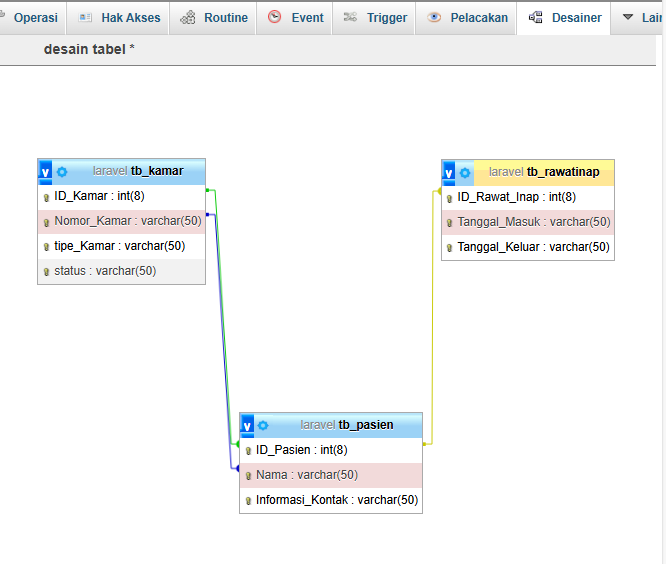 Operasi Hak Akses Routine Event Trigger Pelacakan Desainer
desain tabel *
v laravel tb_kamar
ID_Kamar : int(8)
Nomor_Kamar : varchar(50)
tipe_Kamar : varchar(50)
status : varchar(50)
v laravel tb_rawatinap
ID_Rawat_Inap : int(8)
Tanggal_Masuk : varchar(50)
Tanggal_Keluar : varchar(50)
v laravel tb_pasien
ID_Pasien : int(8)
Nama : varchar(50)
Informasi_Kontak : varchar(50)